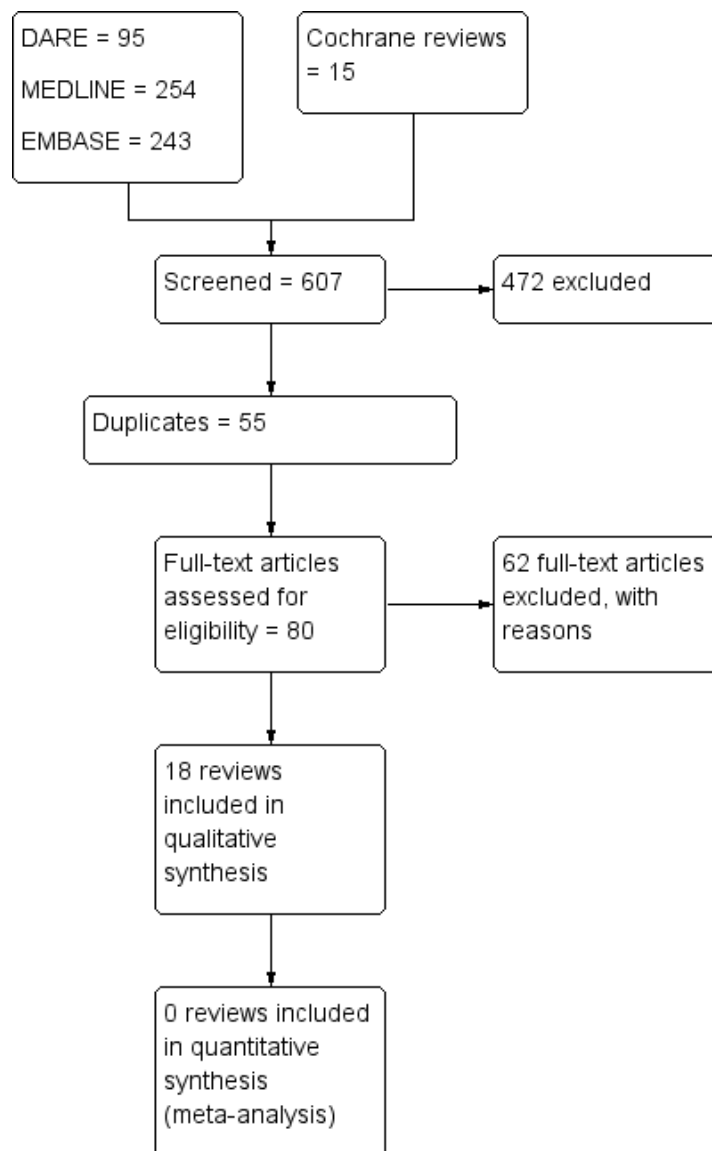 DARE = 95
MEDLINE = 254
EMBASE = 243
Cochrane reviews
= 15
Screened = 607
472 excluded
Duplicates = 55
Full-text articles
assessed for
eligibility = 80
62 full-text articles
excluded, with
reasons
18 reviews
included in
qualitative
synthesis
0 reviews included
in quantitative
synthesis
(meta-analysis)